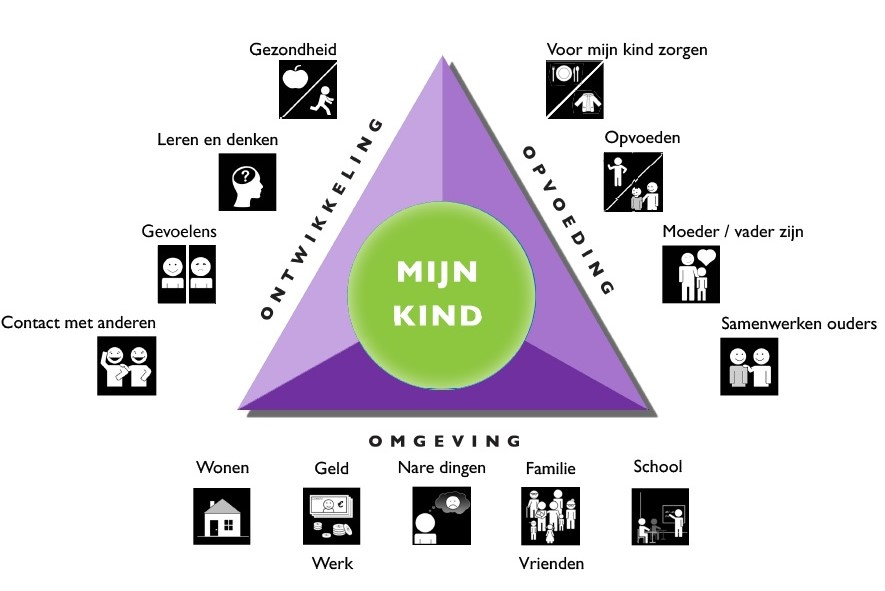 Gezondheid
Leren en denken
Gevoelens
Contact met anderen
ONTWIKKELING
MIJN
KIND
OPVOEDING
Voor mijn kind zorgen
Opvoeden
Moeder / vader zijn
Samenwerken ouders
OMGEVING
Wonen
Geld
Nare dingen
Familie
School
?
€
Werk
Vrienden